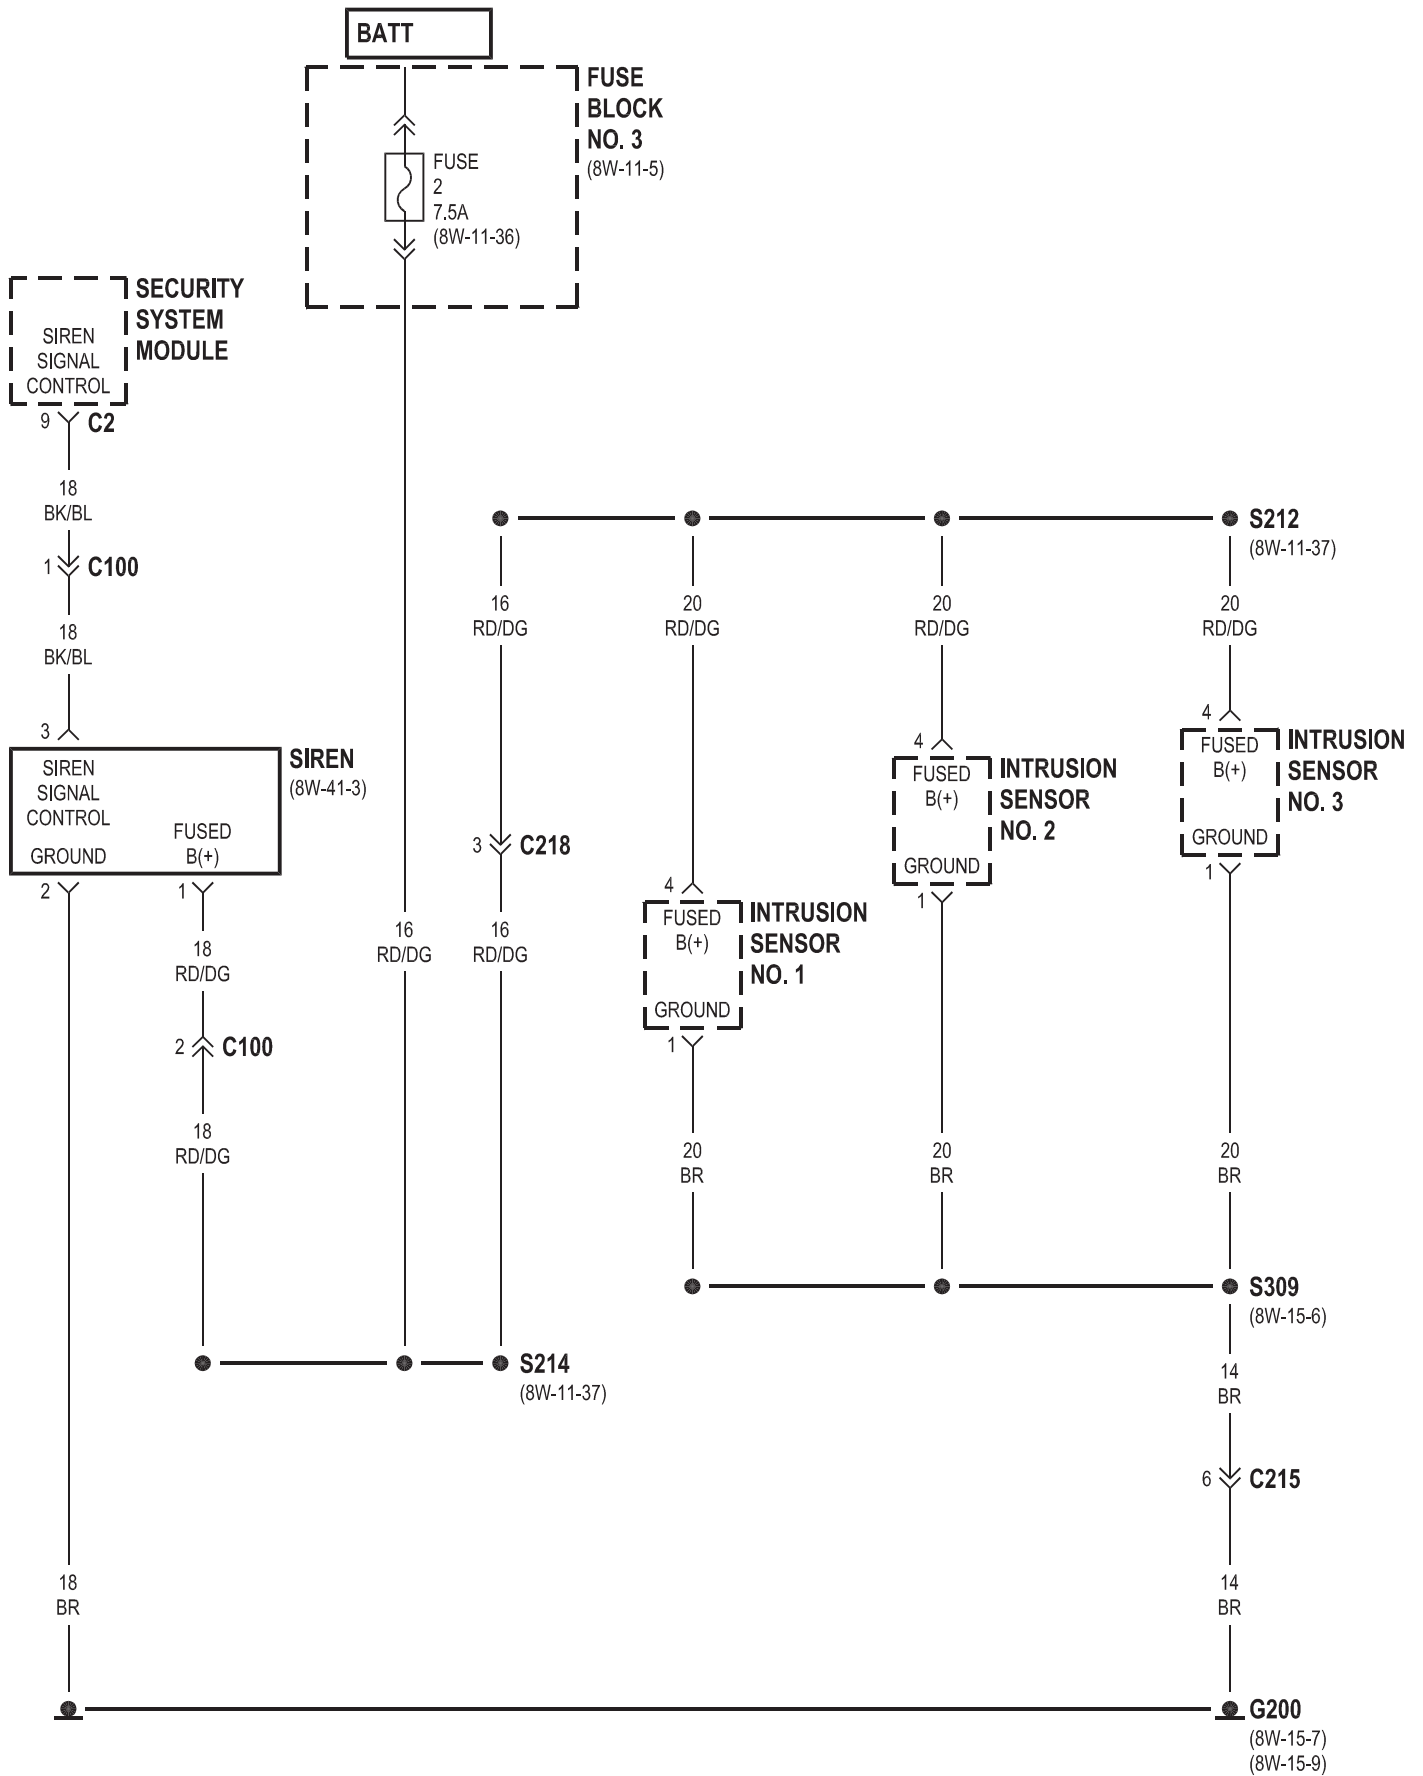 BATT
FUSE
BLOCK
NO. 3
(8W-11-5)
FUSE
2
7.5A
(8W-11-36)
SECURITY
SYSTEM
MODULE
SIREN
SIGNAL
CONTROL
9
C2
18
BK/BL
1
C100
18
BK/BL
3
SIREN
(8W-41-3)
SIREN
SIGNAL
CONTROL
GROUND
FUSED
B(+)
2
1
18
RD/DG
2
C100
18
RD/DG
16
RD/DG
16
RD/DG
3
C218
16
RD/DG
S214
(8W-11-37)
S212
(8W-11-37)
20
RD/DG
20
RD/DG
20
RD/DG
4
FUSED
B(+)
GROUND
1
INTRUSION
SENSOR
NO. 1
4
FUSED
B(+)
GROUND
1
INTRUSION
SENSOR
NO. 2
4
FUSED
B(+)
GROUND
1
INTRUSION
SENSOR
NO. 3
20
BR
20
BR
20
BR
S309
(8W-15-6)
14
BR
6
C215
14
BR
18
BR
G200
(8W-15-7)
(8W-15-9)